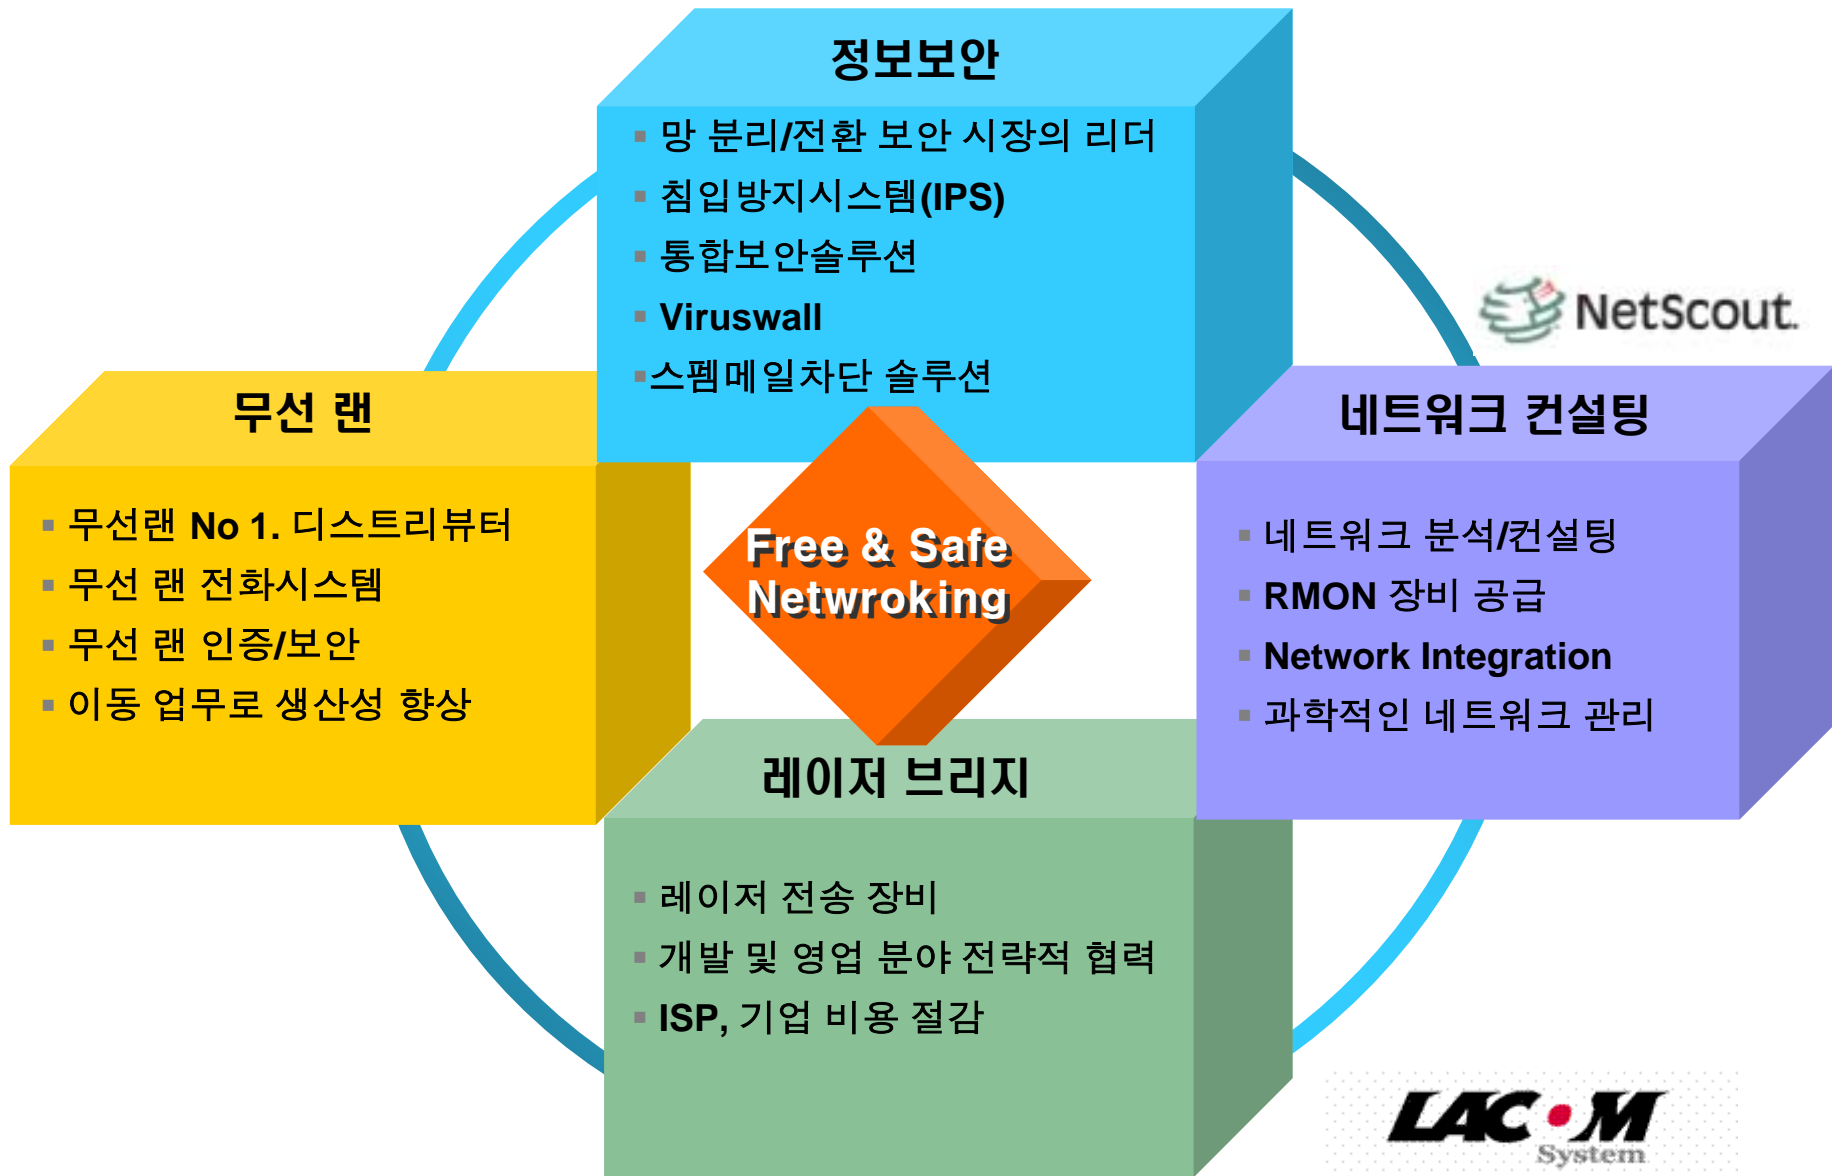 정보보안
▪ 망 분리/전환 보안 시장의 리더
▪ 침입방지시스템(IPS)
▪ 통합보안솔루션
▪ Viruswall
▪스펨메일차단 솔루션
NetScout.
무선 랜
▪ 무선랜 No 1. 디스트리뷰터
▪ 무선 랜 전화시스템
▪ 무선 랜 인증/보안
▪ 이동 업무로 생산성 향상
Free & Safe
Netwroking
네트워크 컨설팅
▪ 네트워크 분석/컨설팅
▪ RMON 장비 공급
▪ Network Integration
▪ 과학적인 네트워크 관리
레이저 브리지
▪ 레이저 전송 장비
▪ 개발 및 영업 분야 전략적 협력
▪ ISP, 기업 비용 절감
LAC•M
System